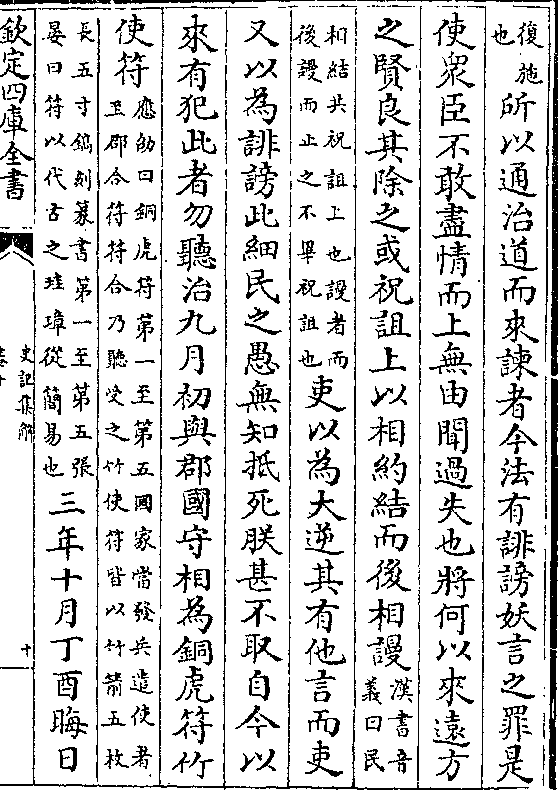 復施
也
所以通治道而來諫者今法有誹謗妖言之罪是
使衆臣不敢盡情而上無由聞過失也將何以來遠方
之賢良其除之或祝詛上以相約結而後相謾
漢書音
義曰民
相結共祝詛上也謾者而
後謾而止之不畢祝詛也
吏以為大逆其有他言而吏
又以為誹謗此細民之愚無知抵死朕甚不取自今以
來有犯此者勿聽治九月初與郡國守相為銅虎符竹
使符
應劭曰銅虎符第一至第五國家當發兵遣使者
至郡合符符合乃聽受之竹使符皆以竹箭五枚
長五寸鐫刻篆書第一至第五張
晏曰符以代古之珪璋從簡易也
三年十月丁酉晦日
欽定四庫全書
史記集解
十